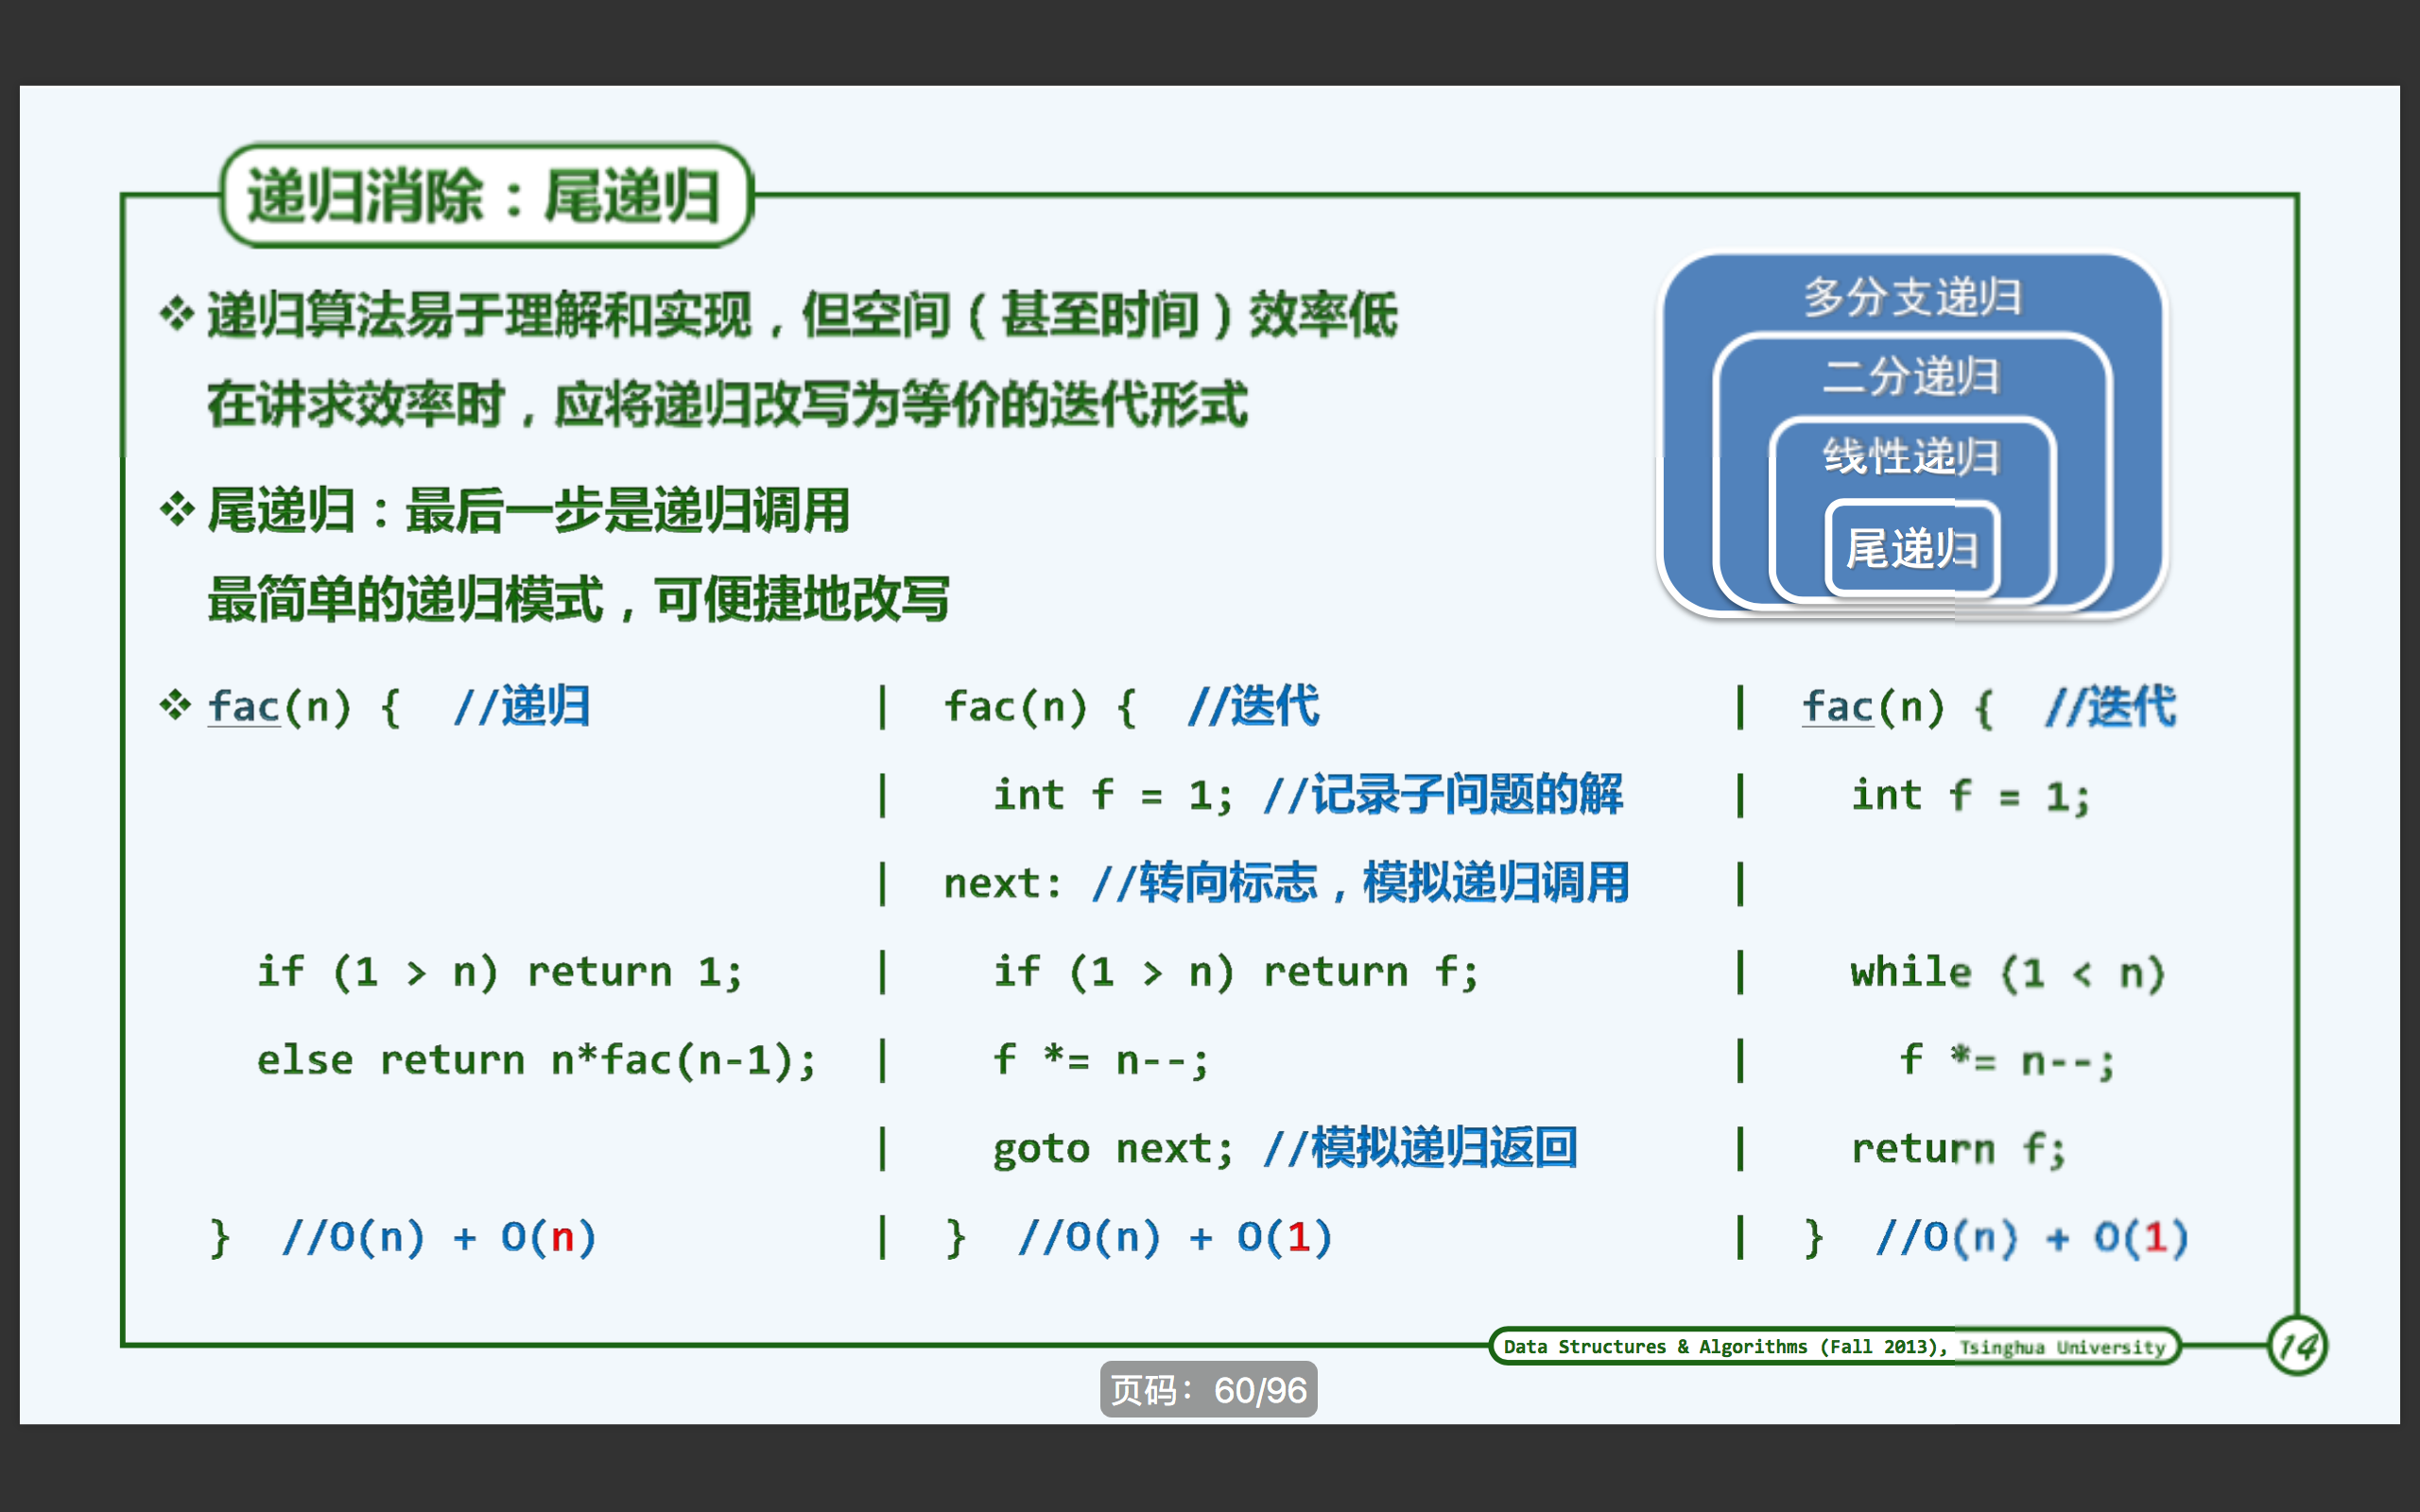 递归消除：尾递归
❖ 递归算法易于理解和实现，但空间（甚至时间）效率低
在讲求效率时，应将递归改写为等价的迭代形式
❖ 尾递归：最后一步是递归调用
最简单的递归模式，可便捷地改写
多分支递归
二分递归
线性递归
尾递归
❖ fac(n) {  //递归 | fac(n) {  //迭代 | fac(n) {  //迭代
| int f = 1; //记录子问题的解 | int f = 1;
| next: //转向标志，模拟递归调用 |
if (1 > n) return 1; | if (1 > n) return f; | while (1 < n)
else return n*fac(n-1); | f *= n--; | f *= n--;
| goto next; //模拟递归返回 | return f;
}  //O(n) + O(n) | }  //O(n) + O(1) | }  //O(n) + O(1)
Data Structures & Algorithms (Fall 2013), Tsinghua University
14
页码：60/96